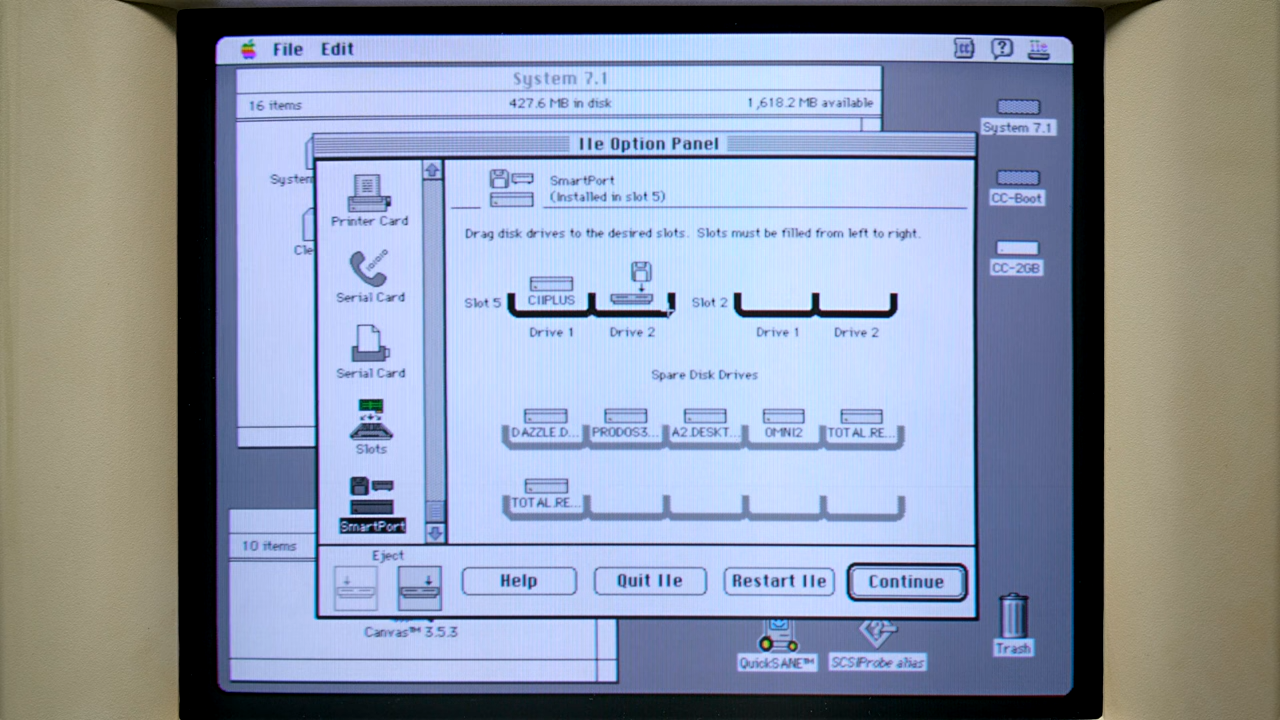 File Edit
System 7.1
16 items 427.6 MB in disk 1,618.2 MB available
IIe Option Panel
System 7.1
CC-Boot
CC-2GB
System
Cle
Printer Card
Serial Card
Serial Card
Slots
SmartPort
SmartPort
(Installed in slot 5)
Drag disk drives to the desired slots. Slots must be filled from left to right.
Slot 5 CIIPLUS Slot 2
Drive 1 Drive 2 Drive 1 Drive 2
Spare Disk Drives
DAZZLE.D... PRODOS3... A2.DESKT... OMNI2 TOTAL.RE...
TOTAL.RE...
10 items
Eject
Help Quit IIe Restart IIe Continue
Canvas™ 3.5.3
QuickSANE™ SCSIProbe alias
Trash